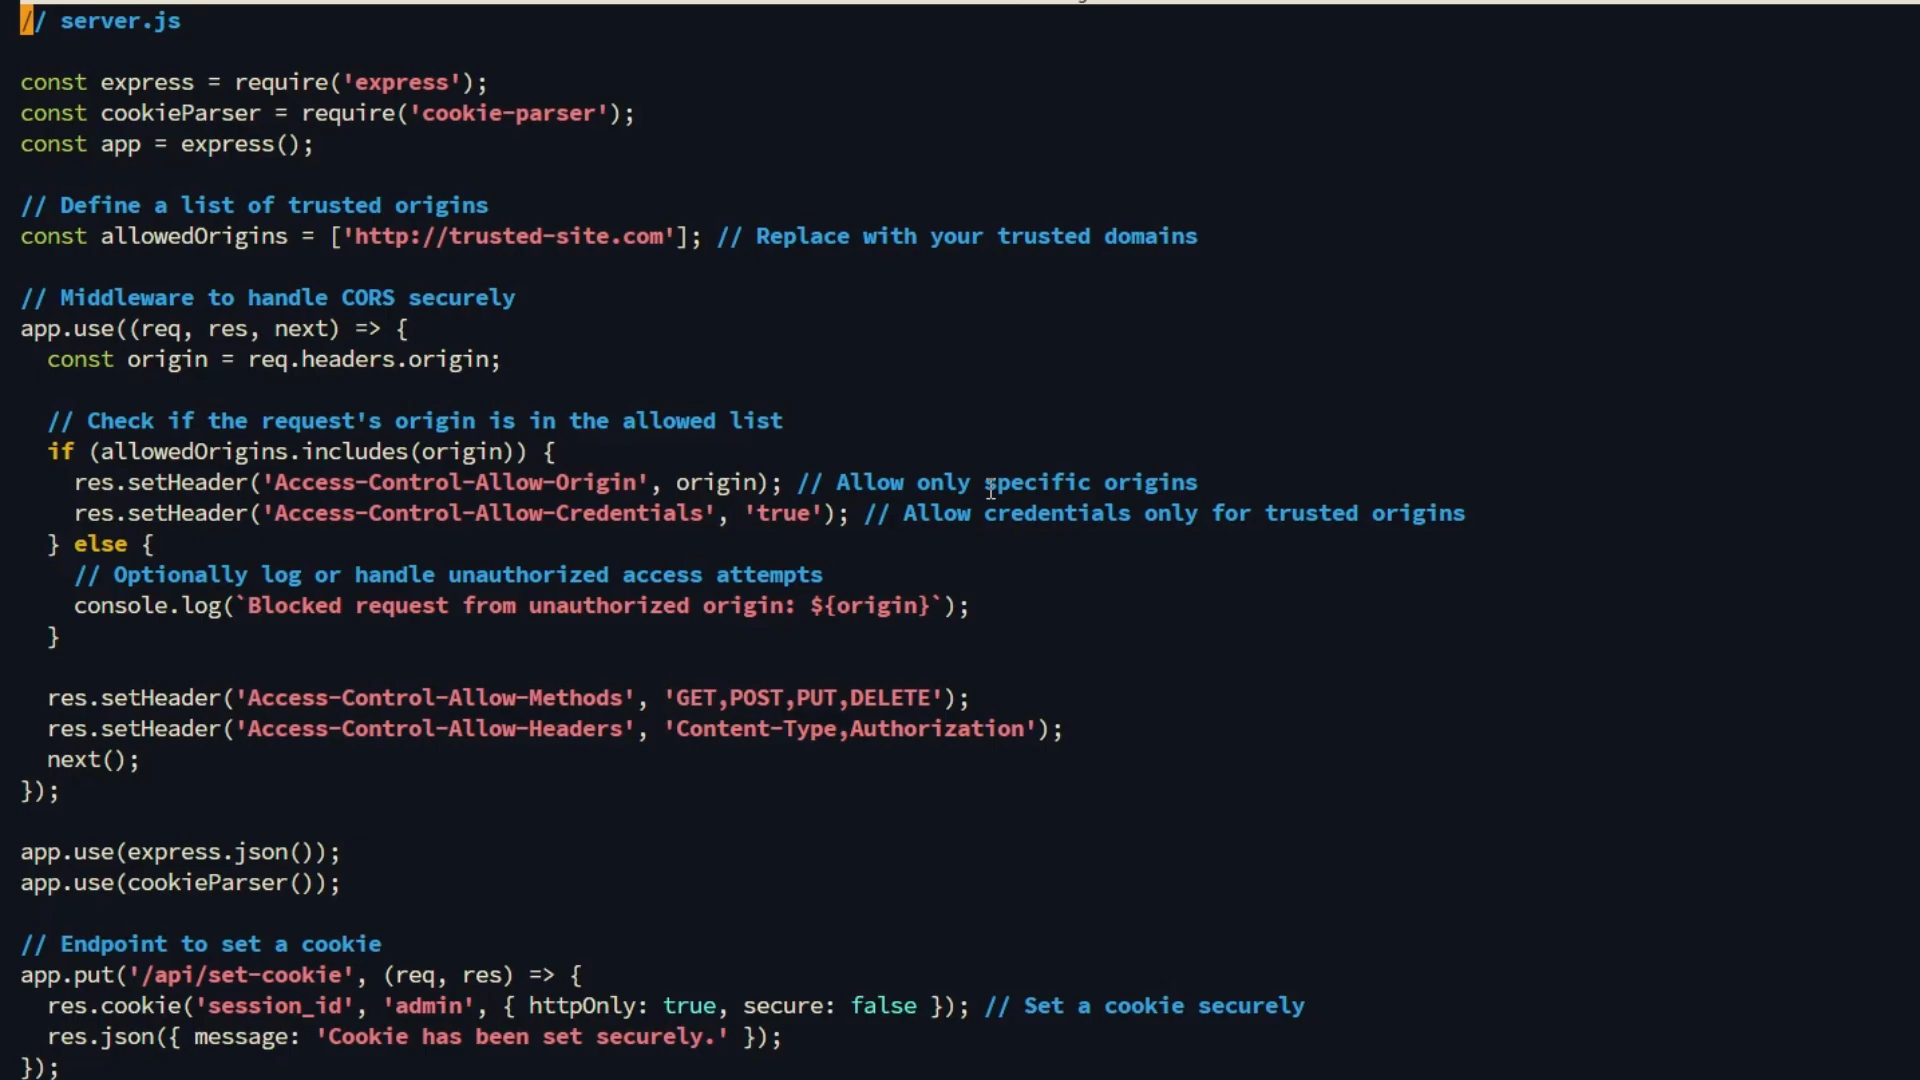 // server.js
const express = require('express');
const cookieParser = require('cookie-parser');
const app = express();
// Define a list of trusted origins
const allowedOrigins = ['http://trusted-site.com']; // Replace with your trusted domains
// Middleware to handle CORS securely
app.use((req, res, next) => {
  const origin = req.headers.origin;
  // Check if the request's origin is in the allowed list
  if (allowedOrigins.includes(origin)) {
    res.setHeader('Access-Control-Allow-Origin', origin); // Allow only specific origins
    res.setHeader('Access-Control-Allow-Credentials', 'true'); // Allow credentials only for trusted origins
  } else {
    // Optionally log or handle unauthorized access attempts
    console.log(`Blocked request from unauthorized origin: ${origin}`);
  }
  res.setHeader('Access-Control-Allow-Methods', 'GET,POST,PUT,DELETE');
  res.setHeader('Access-Control-Allow-Headers', 'Content-Type,Authorization');
  next();
});
app.use(express.json());
app.use(cookieParser());
// Endpoint to set a cookie
app.put('/api/set-cookie', (req, res) => {
  res.cookie('session_id', 'admin', { httpOnly: true, secure: false }); // Set a cookie securely
  res.json({ message: 'Cookie has been set securely.' });
});